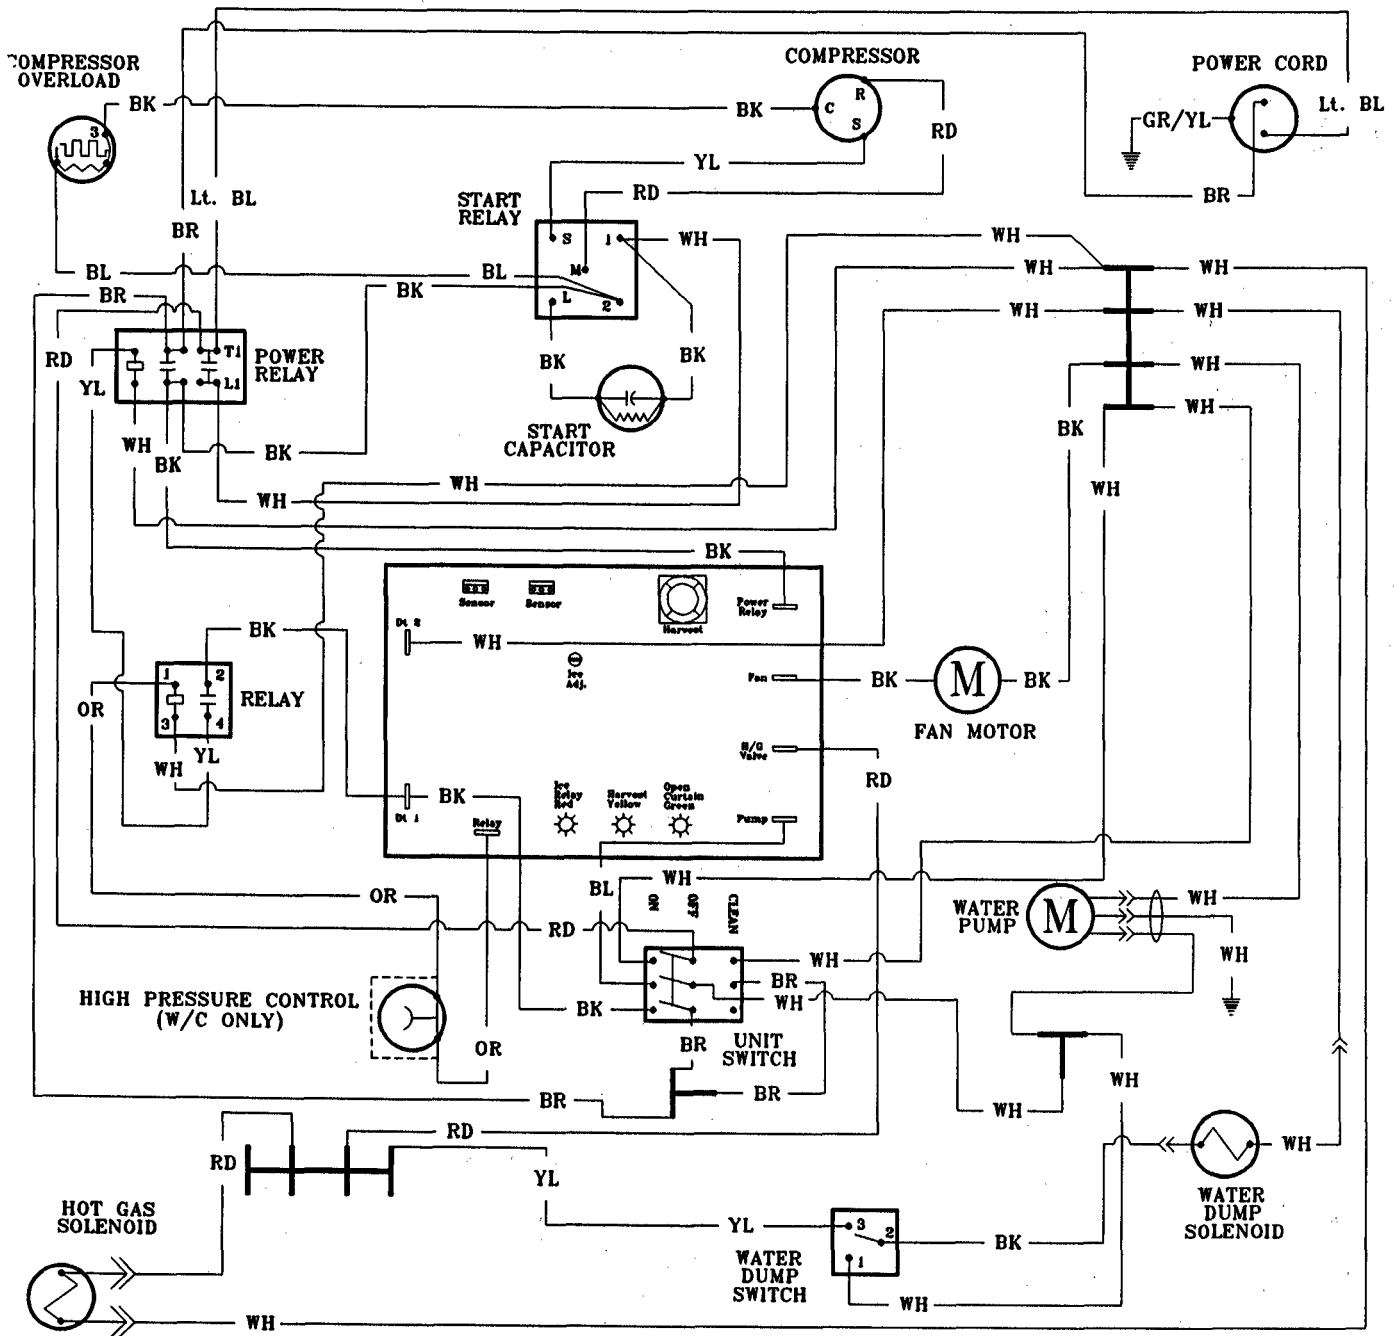 COMPRESSOR
OVERLOAD
COMPRESSOR
POWER CORD
BK
BK
C
R
S
RD
GR/YL
Lt. BL
3
YL
RD
BR
Lt. BL
BR
START
RELAY
S
1
M
L
2
WH
WH
WH
WH
BL
BL
BR
BK
WH
WH
RD
YL
T1
L1
POWER
RELAY
BK
BK
WH
WH
BK
START
CAPACITOR
WH
BK
BK
WH
WH
WH
BK
Sensor
Sensor
Harvest
Power
Relay
Dt 2
WH
Ice
Adj.
BK
1
2
3
4
RELAY
OR
WH
YL
Fan
BK
M
BK
FAN MOTOR
H/G
Valve
RD
BK
Dt 1
Relay
Ice
Relay
Red
Harvest
Yellow
Open
Curtain
Green
Pump
OR
BL
WH
ON
OFF
CLEAN
WATER
PUMP
M
WH
WH
RD
WH
BR
WH
BK
HIGH PRESSURE CONTROL
(W/C ONLY)
OR
BR
UNIT
SWITCH
BR
BR
WH
WH
RD
RD
YL
WH
HOT GAS
SOLENOID
YL
3
2
1
BK
WATER
DUMP
SOLENOID
WATER
DUMP
SWITCH
WH
WH